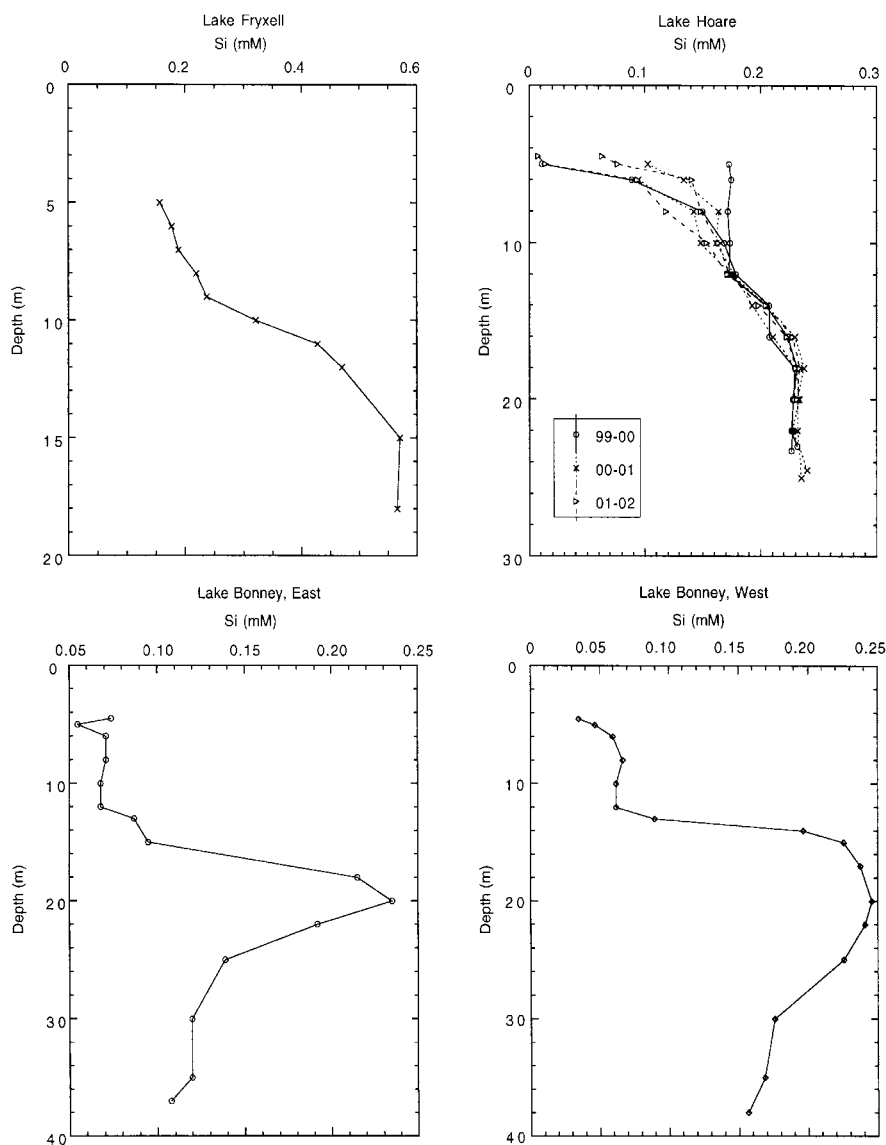 Lake Fryxell
Si (mM)
0 0.2 0.4 0.6
0
5
10
15
20
Depth (m)
Lake Hoare
Si (mM)
0 0.1 0.2 0.3
0
10
20
30
Depth (m)
99-00
00-01
01-02
Lake Bonney, East
Si (mM)
0.05 0.10 0.15 0.20 0.25
0
10
20
30
40
Depth (m)
Lake Bonney, West
Si (mM)
0 0.05 0.10 0.15 0.20 0.25
0
10
20
30
40
Depth (m)